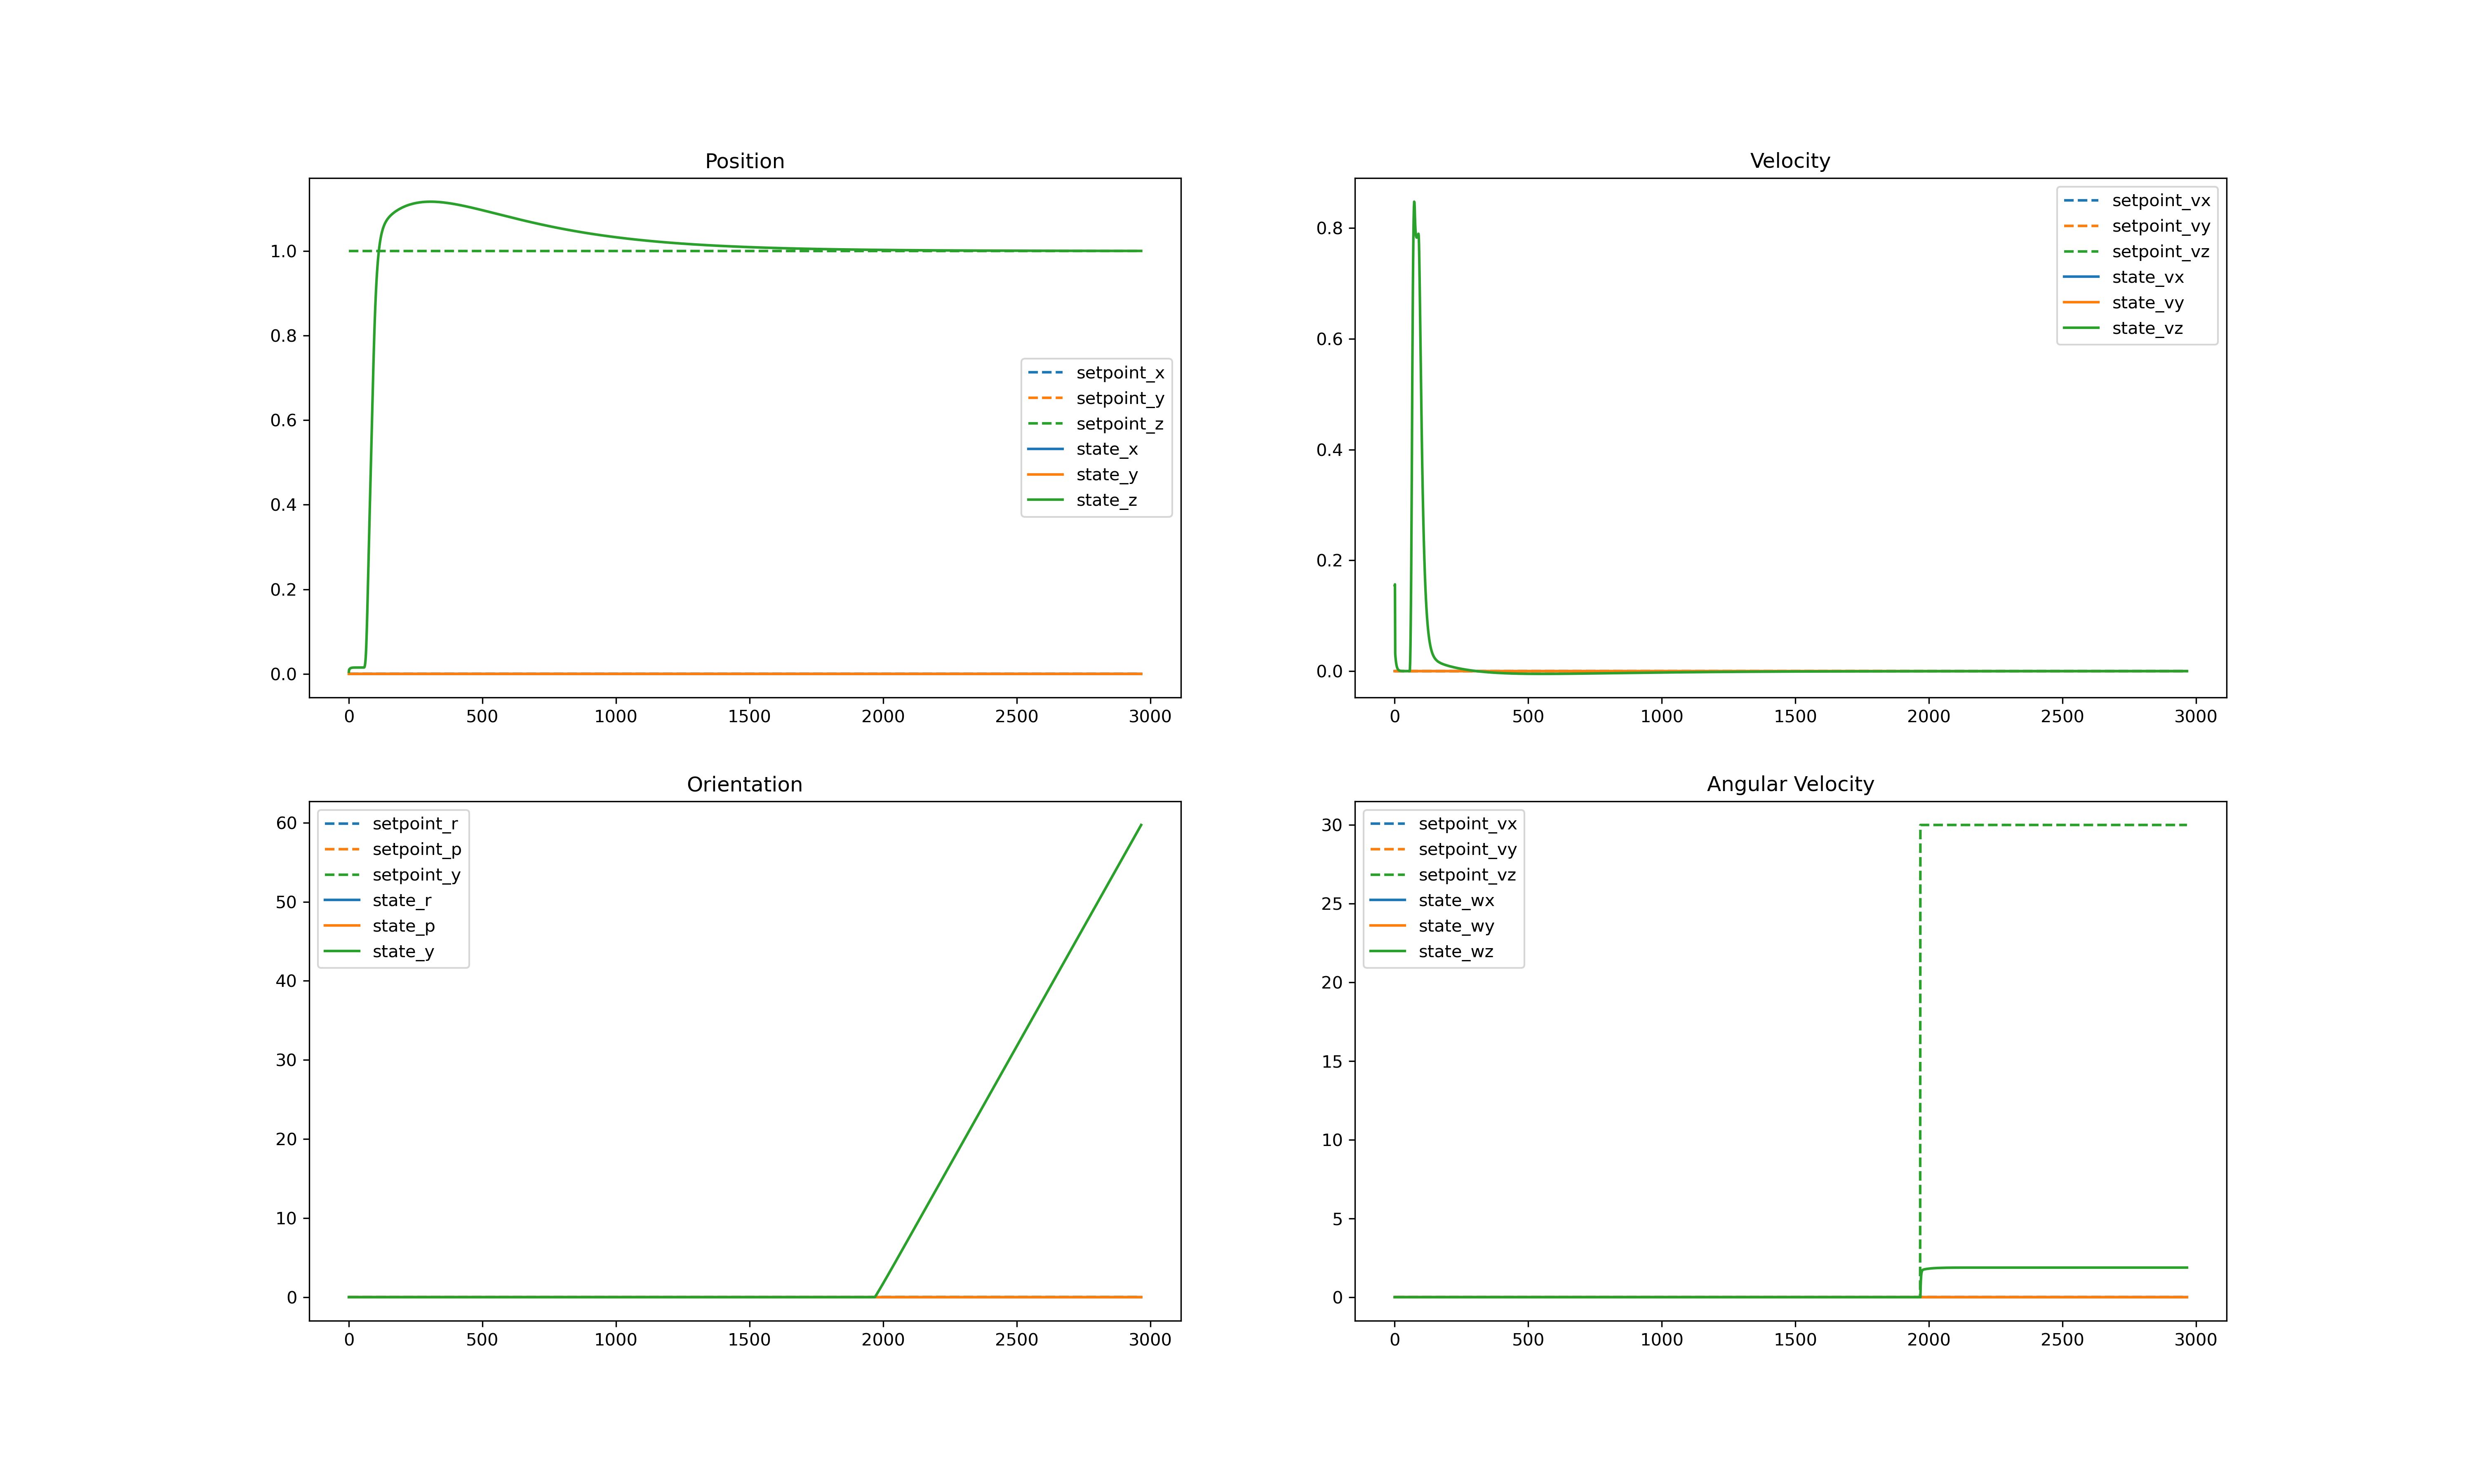 Position
1.0
0.8
0.6
0.4
0.2
0.0
0 500 1000 1500 2000 2500 3000
setpoint_x
setpoint_y
setpoint_z
state_x
state_y
state_z
Velocity
0.8
0.6
0.4
0.2
0.0
0 500 1000 1500 2000 2500 3000
setpoint_vx
setpoint_vy
setpoint_vz
state_vx
state_vy
state_vz
Orientation
60
50
40
30
20
10
0
0 500 1000 1500 2000 2500 3000
setpoint_r
setpoint_p
setpoint_y
state_r
state_p
state_y
Angular Velocity
30
25
20
15
10
5
0
0 500 1000 1500 2000 2500 3000
setpoint_vx
setpoint_vy
setpoint_vz
state_wx
state_wy
state_wz